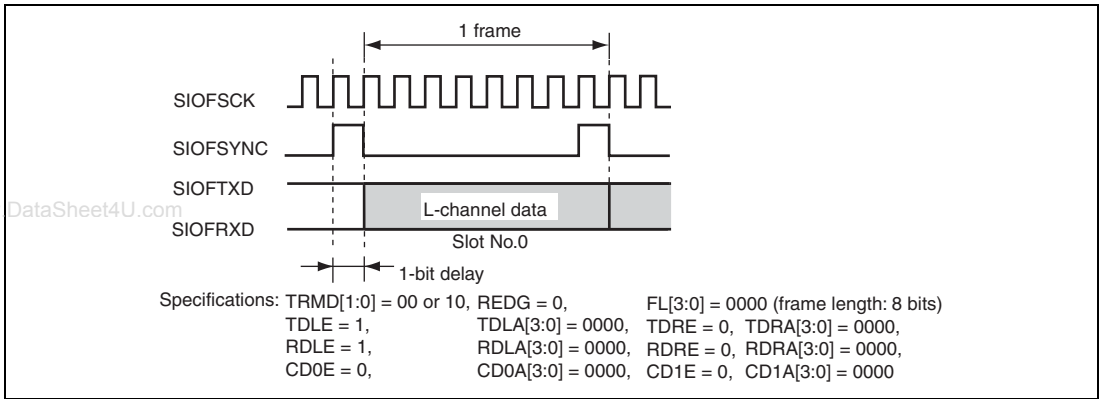 1 frame
SIOFSCK
SIOFSYNC
SIOFTXD
DataSheet4U.com
L-channel data
SIOFRXD
Slot No.0
1-bit delay
Specifications: TRMD[1:0] = 00 or 10, REDG = 0, FL[3:0] = 0000 (frame length: 8 bits)
TDLE = 1, TDLA[3:0] = 0000, TDRE = 0, TDRA[3:0] = 0000,
RDLE = 1, RDLA[3:0] = 0000, RDRE = 0, RDRA[3:0] = 0000,
CD0E = 0, CD0A[3:0] = 0000, CD1E = 0, CD1A[3:0] = 0000